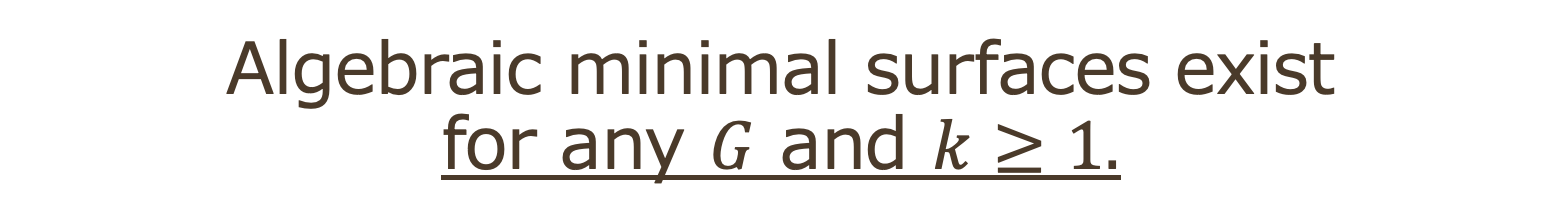 Algebraic minimal surfaces exist
for any G and k ≥ 1.